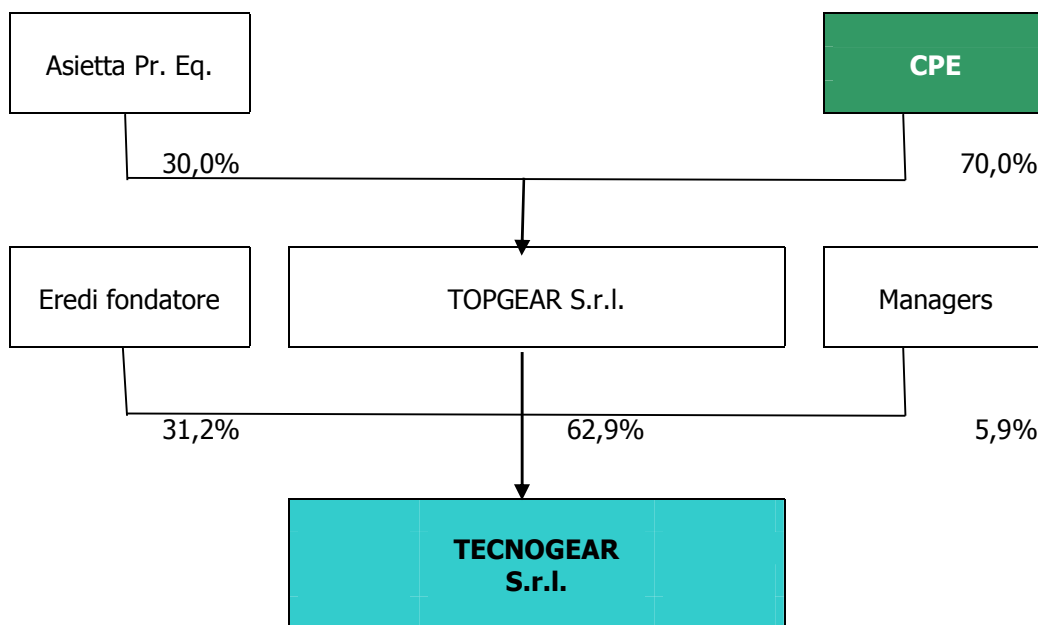 Asietta Pr. Eq.
CPE
30,0%
70,0%
Eredi fondatore
TOPGEAR S.r.l.
Managers
31,2%
62,9%
5,9%
TECNOGEAR
S.r.l.